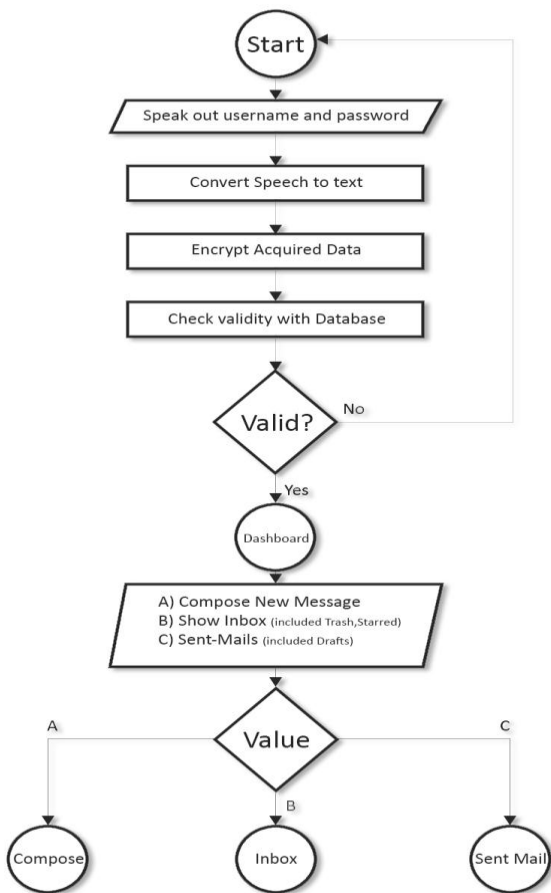 Start
Speak out username and password
Convert Speech to text
Encrypt Acquired Data
Check validity with Database
Valid?
No
Yes
Dashboard
A) Compose New Message
B) Show Inbox (included Trash,Starred)
C) Sent-Mails (included Drafts)
Value
A
C
B
Compose
Inbox
Sent Mail